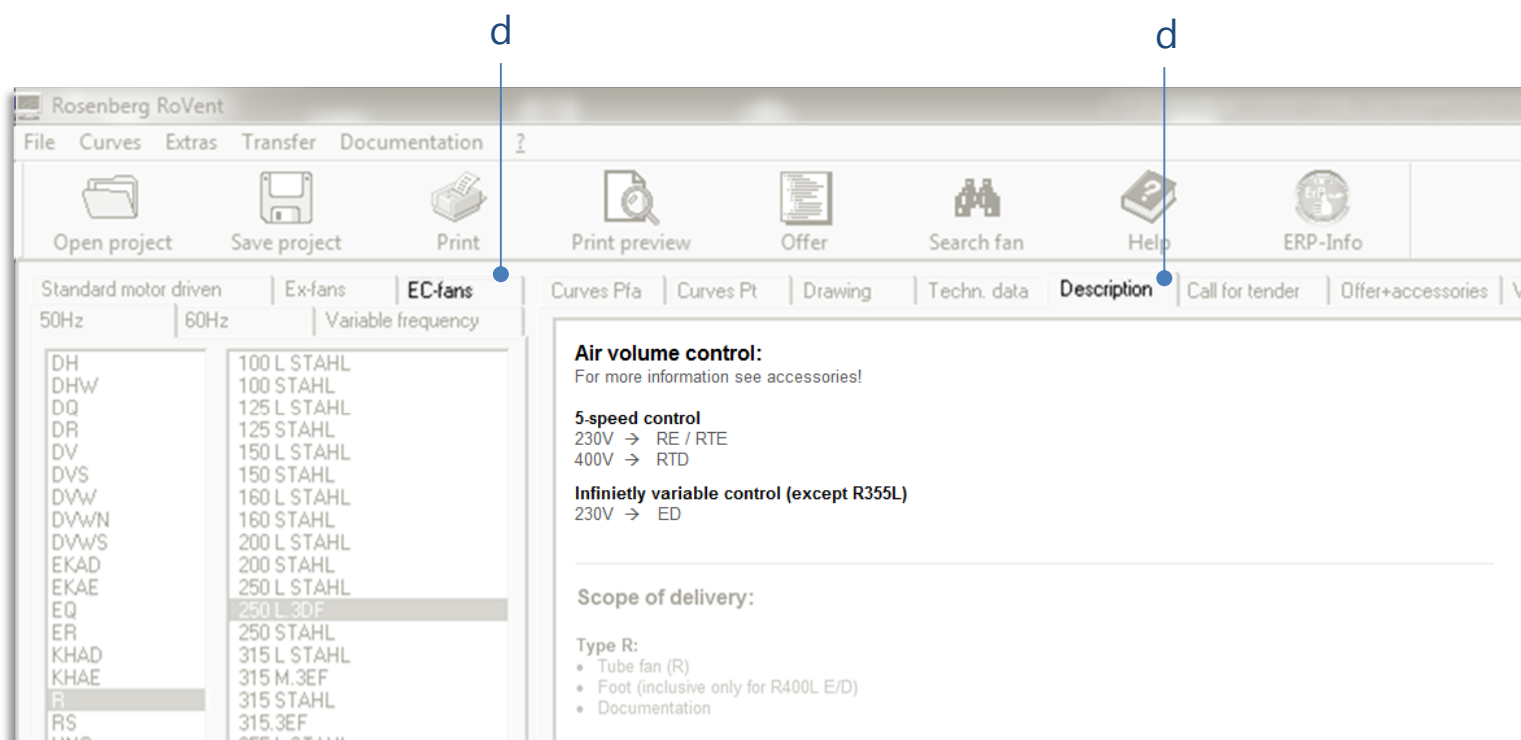 d d
Rosenberg RoVent
File Curves Extras Transfer Documentation ?
Open project Save project Print Print preview Offer Search fan Help ERP-Info
Standard motor driven Ex-fans EC-fans
50Hz 60Hz Variable frequency
DH
DHW
DQ
DR
DV
DVS
DVW
DVWN
DVWS
EKAD
EKAE
EQ
ER
KHAD
KHAE
R
RS
100 L STAHL
100 STAHL
125 L STAHL
125 STAHL
150 L STAHL
150 STAHL
160 L STAHL
160 STAHL
200 L STAHL
200 STAHL
250 L STAHL
250 L.3DF
250 STAHL
315 L STAHL
315 M.3EF
315 STAHL
315.3EF
Curves Pfa Curves Pt Drawing Techn. data Description Call for tender Offer+accessories
Air volume control:
For more information see accessories!
5-speed control
230V → RE / RTE
400V → RTD
Infinietly variable control (except R355L)
230V → ED
Scope of delivery:
Type R:
• Tube fan (R)
• Foot (inclusive only for R400L E/D)
• Documentation